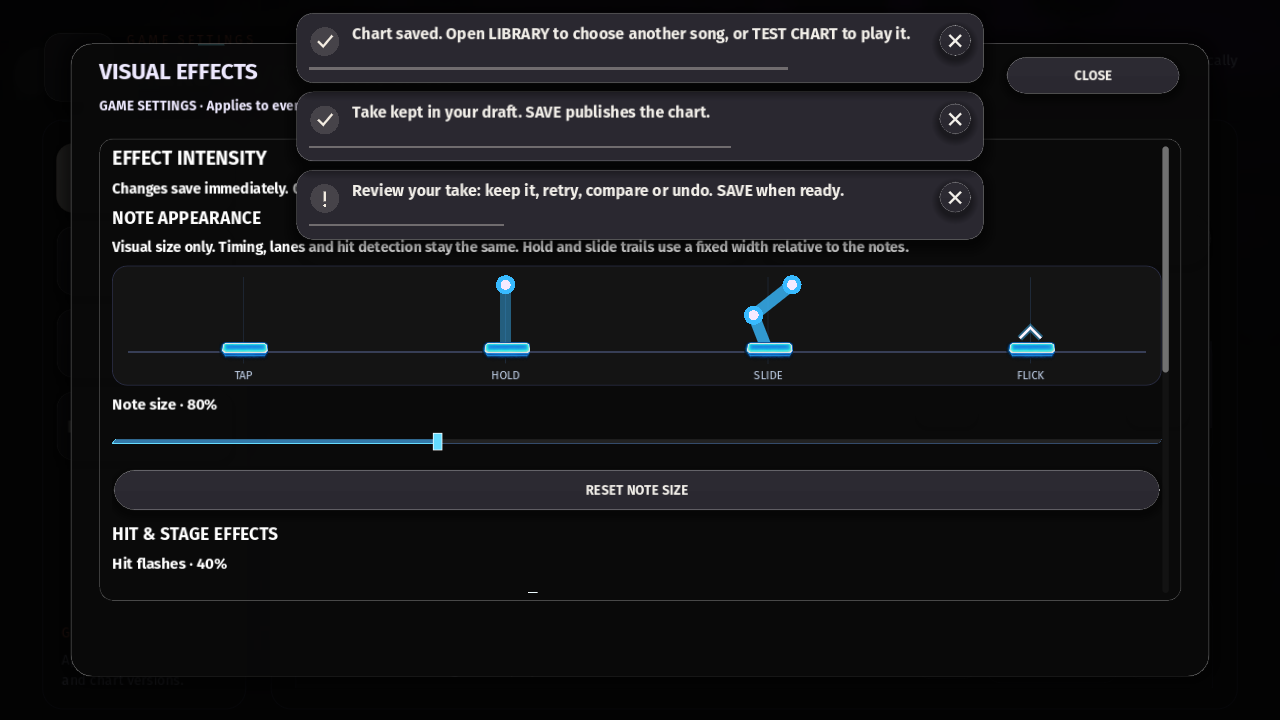 Chart saved. Open LIBRARY to choose another song, or TEST CHART to play it.
VISUAL EFFECTS
CLOSE
GAME SETTINGS · Applies to ever
Take kept in your draft. SAVE publishes the chart.
EFFECT INTENSITY
Changes save immediately.
Review your take: keep it, retry, compare or undo. SAVE when ready.
NOTE APPEARANCE
Visual size only. Timing, lanes and hit detection stay the same. Hold and slide trails use a fixed width relative to the notes.
TAP
HOLD
SLIDE
FLICK
Note size · 80%
RESET NOTE SIZE
HIT & STAGE EFFECTS
Hit flashes · 40%
and chart versions.